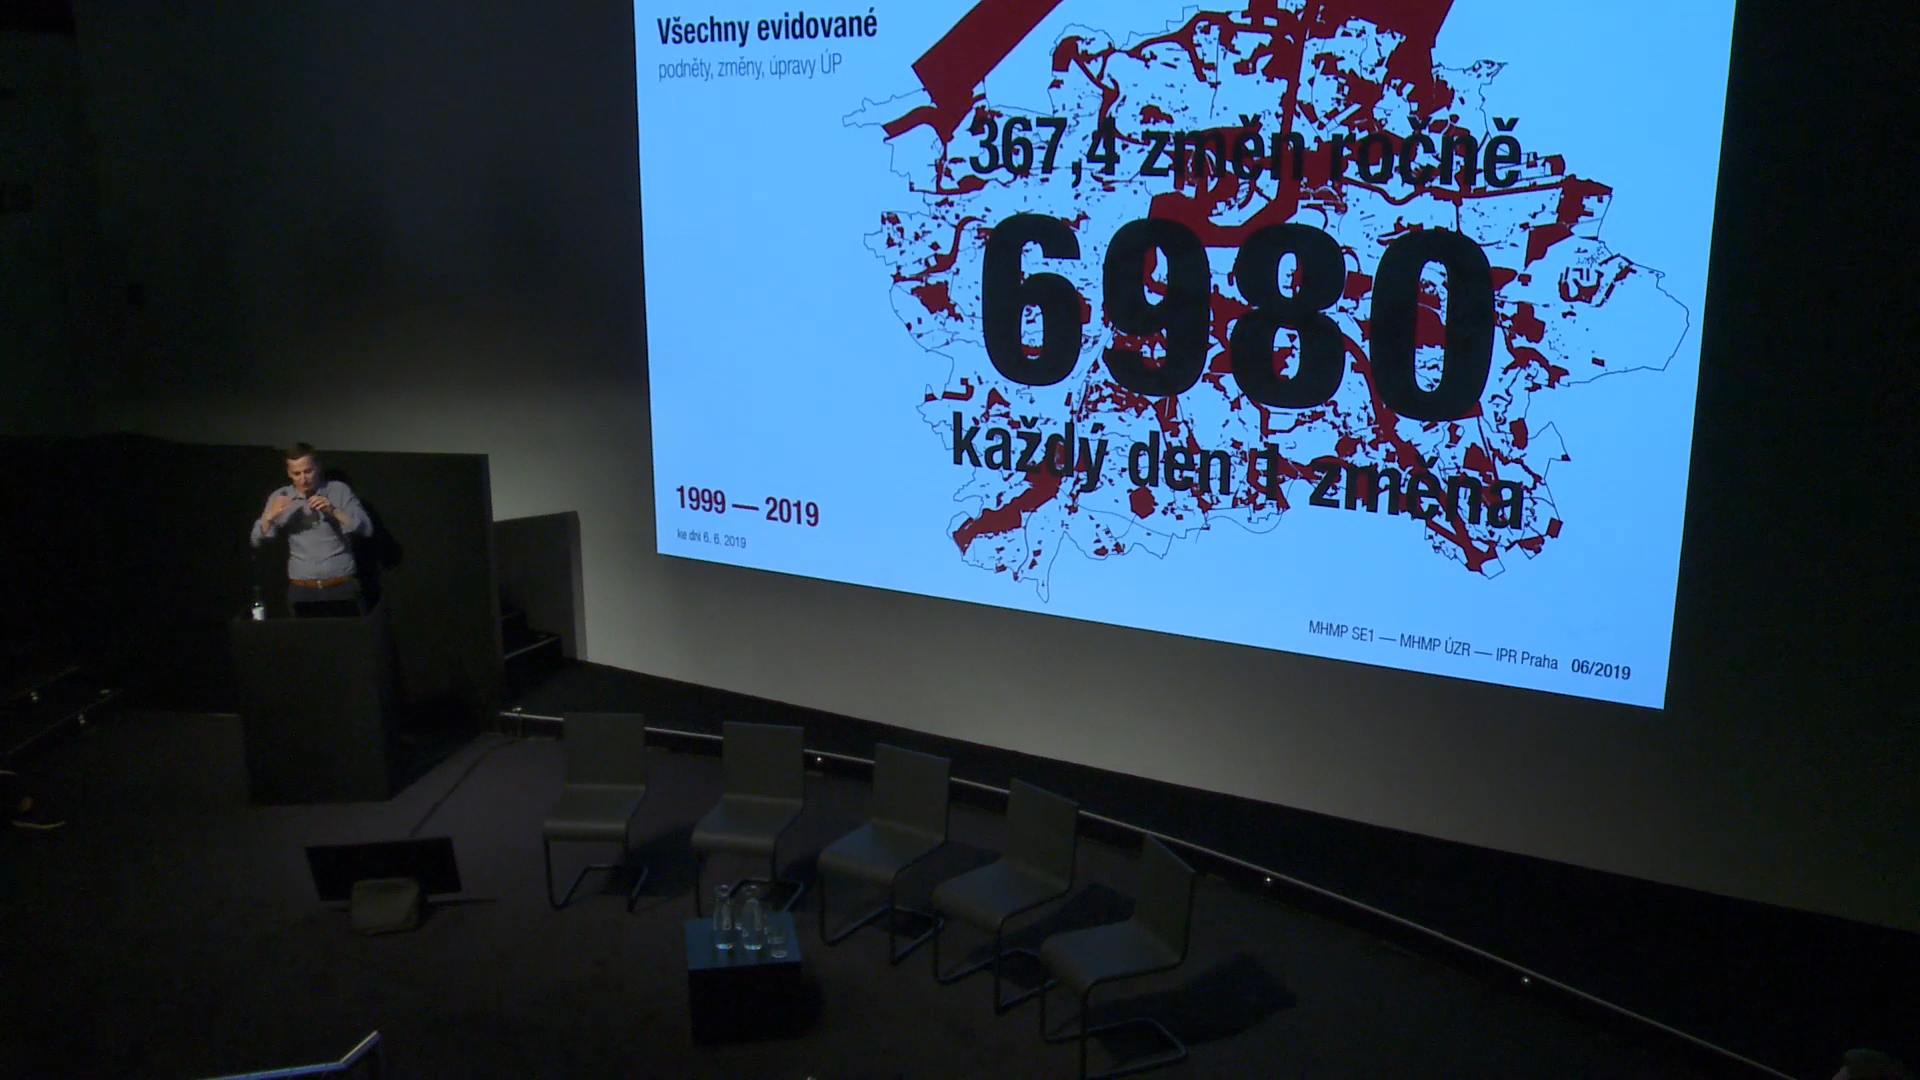 Všechny evidované
podněty, změny, úpravy ÚP
367,4 změn ročně
6980
každý den 1 změna
1999 — 2019
ke dni 6. 6. 2019
MHMP SE1 — MHMP ÚZR — IPR Praha 06/2019